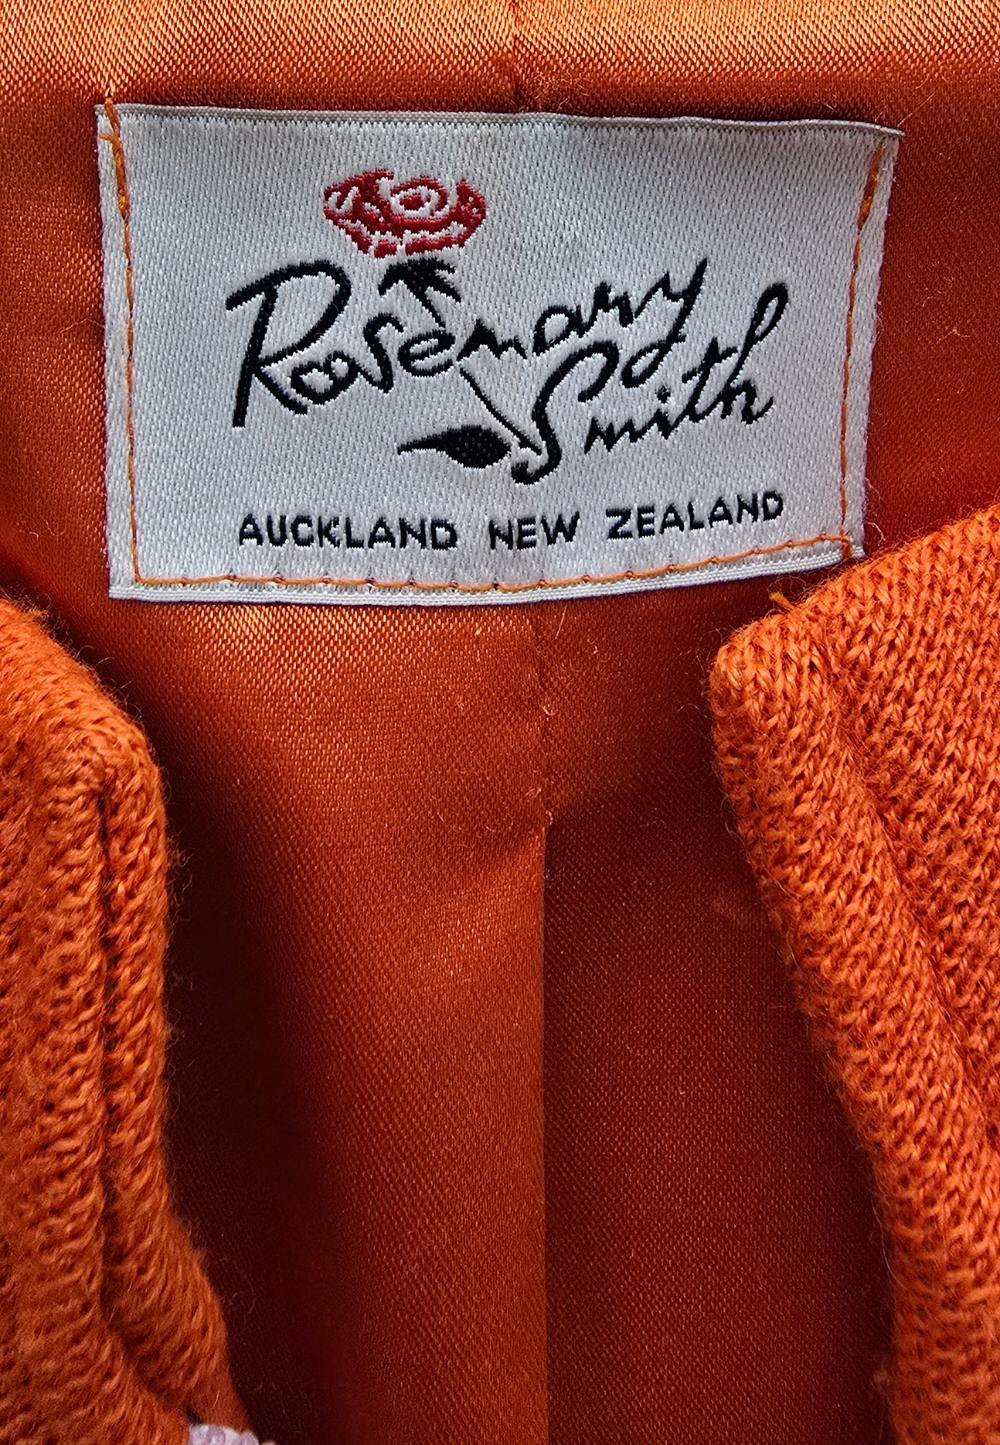 Rosemary
Smith
AUCKLAND NEW ZEALAND